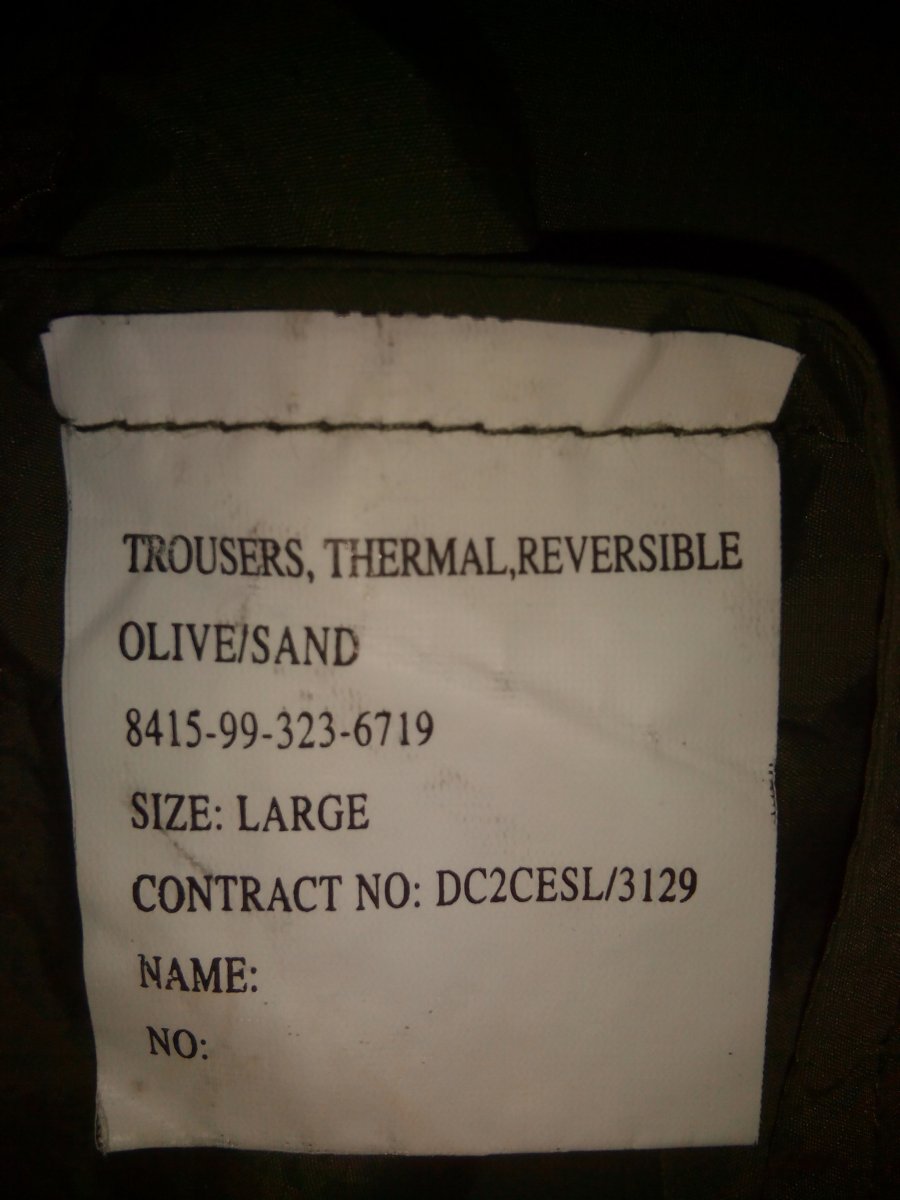 TROUSERS, THERMAL,REVERSIBLE
OLIVE/SAND
8415-99-323-6719
SIZE: LARGE
CONTRACT NO: DC2CESL/3129
NAME:
NO: